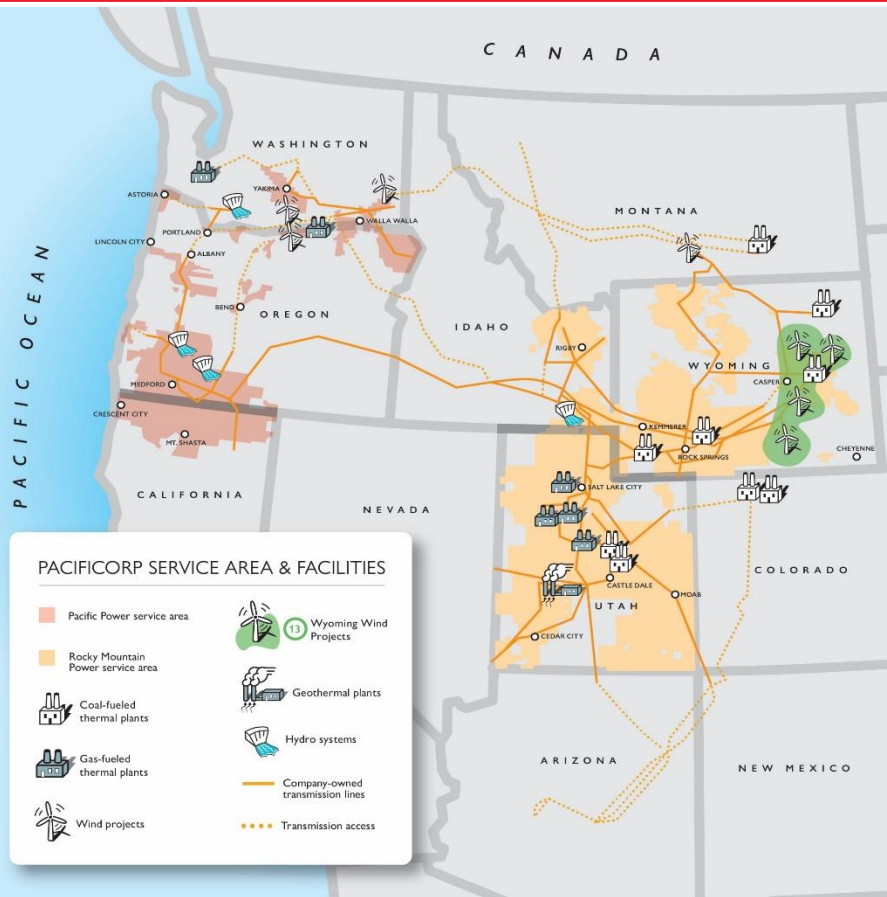 CANADA
WASHINGTON
YAKIMA
ASTORIA
WALLA WALLA
MONTANA
PORTLAND
LINCOLN CITY
ALBANY
PACIFIC OCEAN
BEND
OREGON
IDAHO
RIGBY
WYOMING
CASPER
MEDFORD
CRESCENT CITY
MT. SHASTA
KEMMERER
ROCK SPRINGS
CHEYENNE
SALT LAKE CITY
CALIFORNIA
NEVADA
COLORADO
CASTLE DALE
MOAB
UTAH
CEDAR CITY
ARIZONA
NEW MEXICO
PACIFICORP SERVICE AREA & FACILITIES
Pacific Power service area
Rocky Mountain
Power service area
Coal-fueled
thermal plants
Gas-fueled
thermal plants
Wind projects
13 Wyoming Wind
Projects
Geothermal plants
Hydro systems
Company-owned
transmission lines
Transmission access